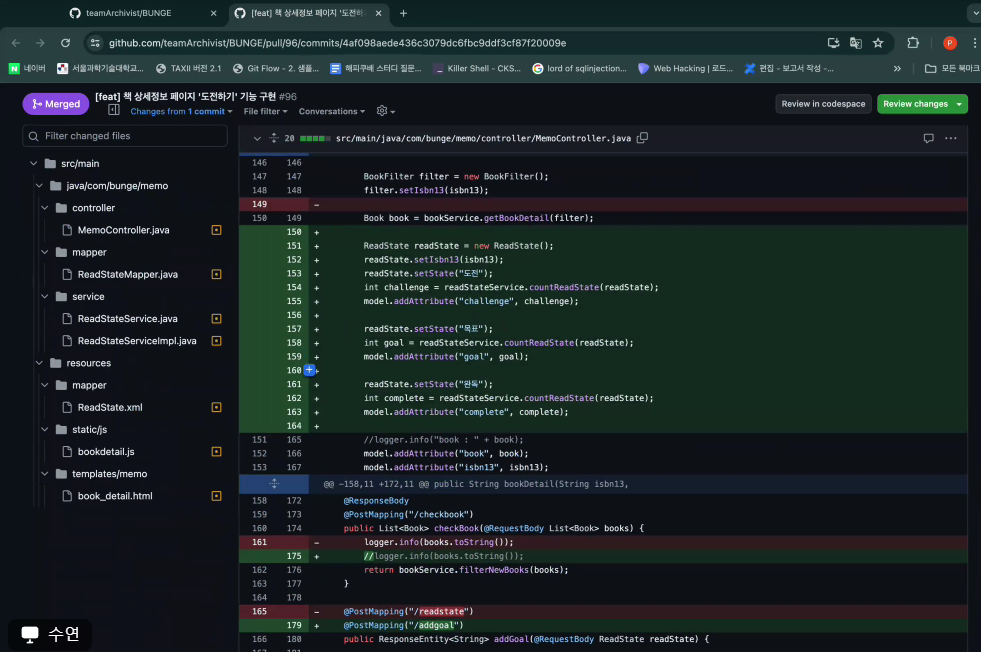 teamArchivist/BUNGE
[feat] 책 상세정보 페이지 '도전하
github.com/teamArchivist/BUNGE/pull/96/commits/4af098aede436c3079dc6fbc9ddf3cf87f20009e
P
N 네이버
서울과학기술대학교...
TAXII 버전 2.1
Git Flow - 2. 샘플...
해피쿠배 스터디 질문...
Killer Shell - CKS...
lord of sqlinjection...
Web Hacking | 로드...
편집 - 보고서 작성 -...
»
모든 북마크
Merged
[feat] 책 상세정보 페이지 '도전하기' 기능 구현 #96
Changes from 1 commit
File filter
Conversations
Review in codespace
Review changes
Filter changed files
src/main
java/com/bunge/memo
controller
MemoController.java
mapper
ReadStateMapper.java
service
ReadStateService.java
ReadStateServiceImpl.java
resources
mapper
ReadState.xml
static/js
bookdetail.js
templates/memo
book_detail.html
20 src/main/java/com/bunge/memo/controller/MemoController.java
146 146
147 147 BookFilter filter = new BookFilter();
148 148 filter.setIsbn13(isbn13);
149 -
150 149 Book book = bookService.getBookDetail(filter);
150 +
151 + ReadState readState = new ReadState();
152 + readState.setIsbn13(isbn13);
153 + readState.setState("도전");
154 + int challenge = readStateService.countReadState(readState);
155 + model.addAttribute("challenge", challenge);
156 +
157 + readState.setState("목표");
158 + int goal = readStateService.countReadState(readState);
159 + model.addAttribute("goal", goal);
160 +
161 + readState.setState("완독");
162 + int complete = readStateService.countReadState(readState);
163 + model.addAttribute("complete", complete);
164 +
151 165 //logger.info("book : " + book);
152 166 model.addAttribute("book", book);
153 167 model.addAttribute("isbn13", isbn13);
@@ -158,11 +172,11 @@ public String bookDetail(String isbn13,
158 172 @ResponseBody
159 173 @PostMapping("/checkbook")
160 174 public List<Book> checkBook(@RequestBody List<Book> books) {
161 - logger.info(books.toString());
175 + //logger.info(books.toString());
162 176 return bookService.filterNewBooks(books);
163 177 }
164 178
165 - @PostMapping("/readstate")
179 + @PostMapping("/addgoal")
166 180 public ResponseEntity<String> addGoal(@RequestBody ReadState readState) {
수연